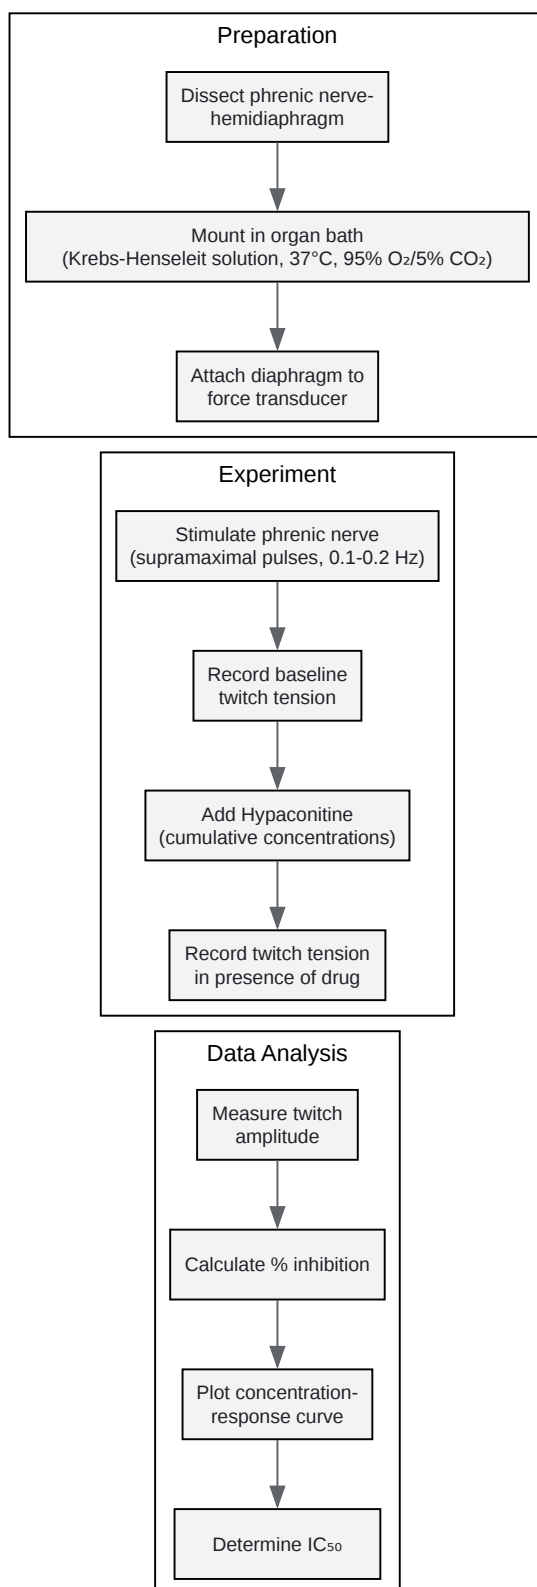 Preparation
Dissect phrenic nerve-
hemidiaphragm
Mount in organ bath
(Krebs-Henseleit solution, 37°C, 95% O₂/5% CO₂)
Attach diaphragm to
force transducer
Experiment
Stimulate phrenic nerve
(supramaximal pulses, 0.1-0.2 Hz)
Record baseline
twitch tension
Add Hypaconitine
(cumulative concentrations)
Record twitch tension
in presence of drug
Data Analysis
Measure twitch
amplitude
Calculate % inhibition
Plot concentration-
response curve
Determine IC₅₀